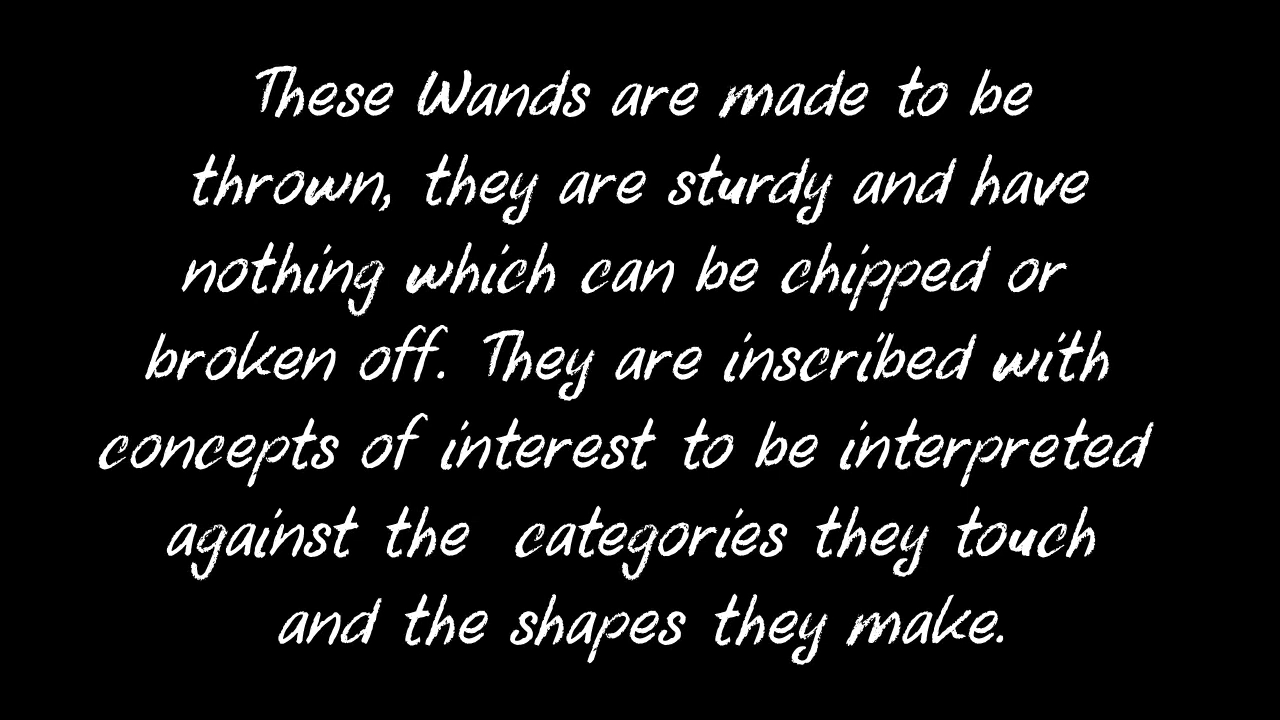 These Wands are made to be
thrown, they are sturdy and have
nothing which can be chipped or
broken off. They are inscribed with
concepts of interest to be interpreted
against the categories they touch
and the shapes they make.